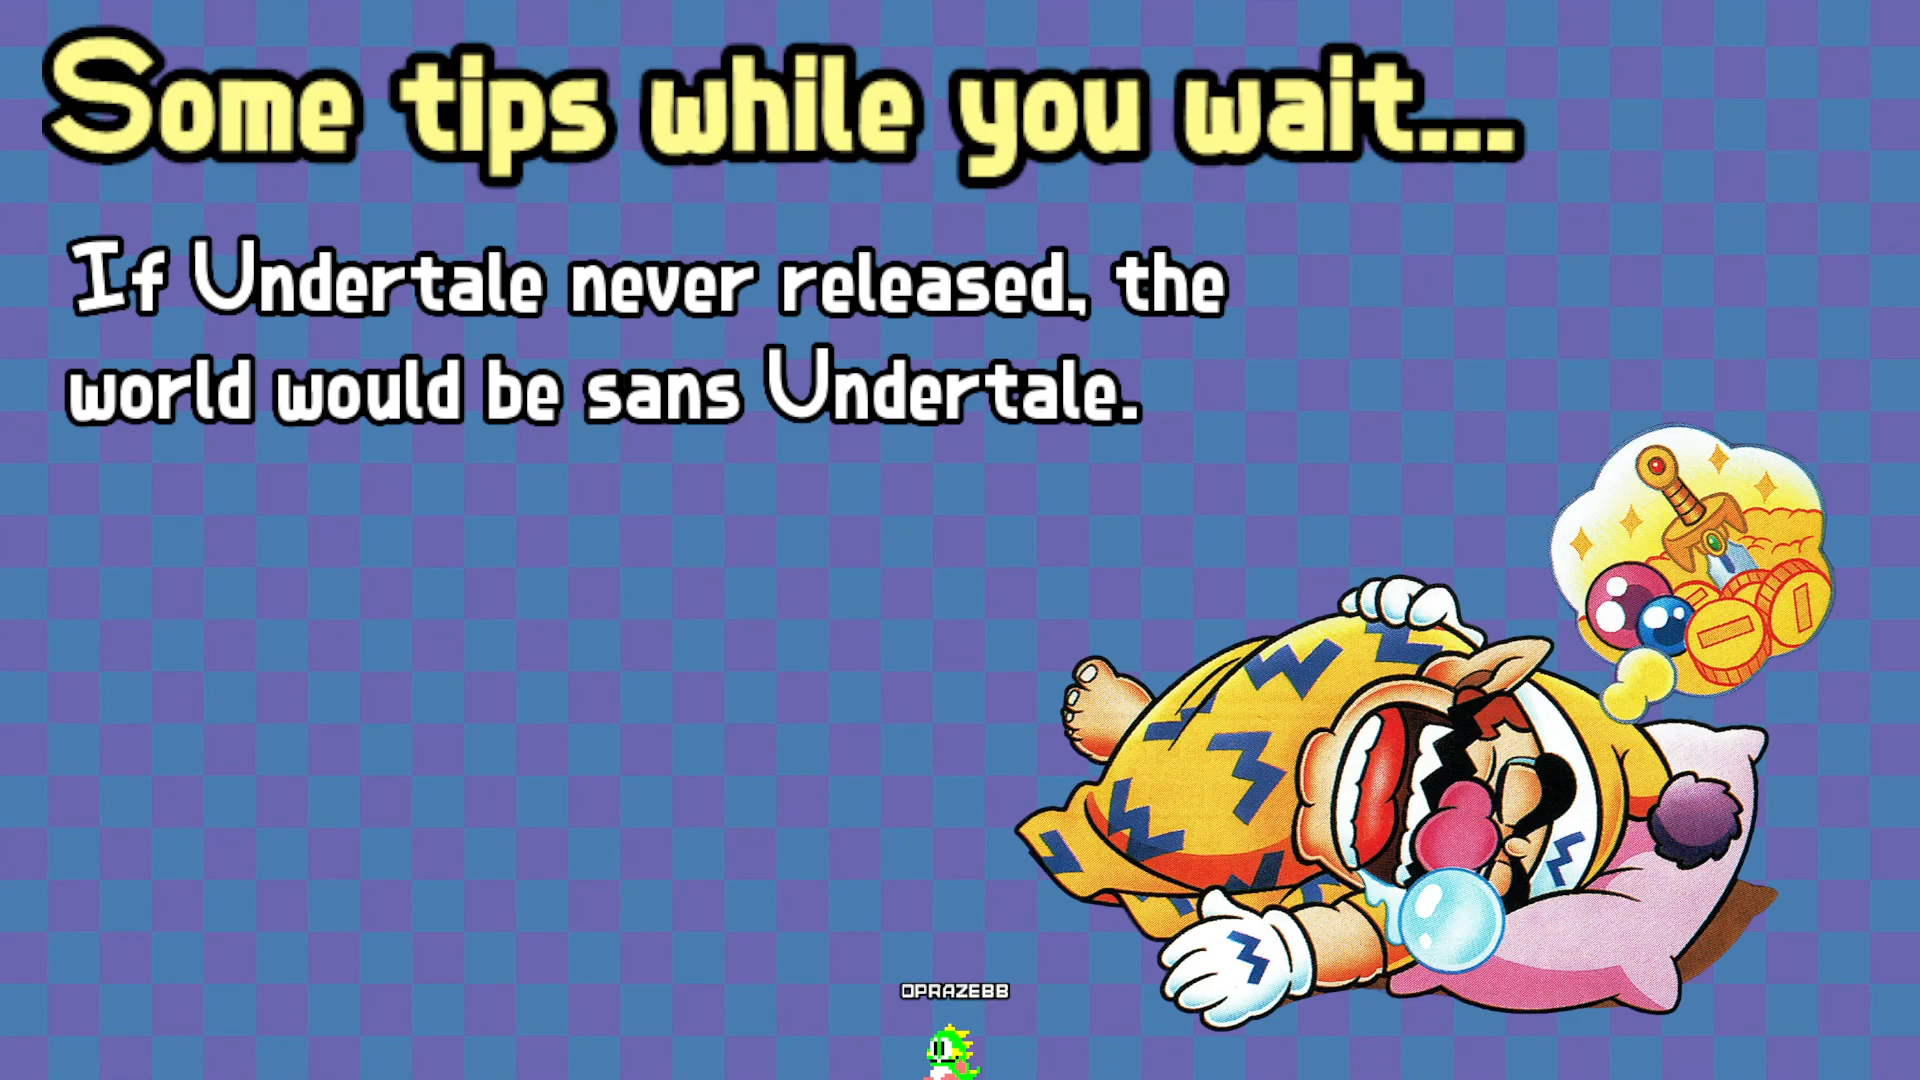 Some tips while you wait...
If Undertale never released, the
world would be sans Undertale.
OPRAZEBB